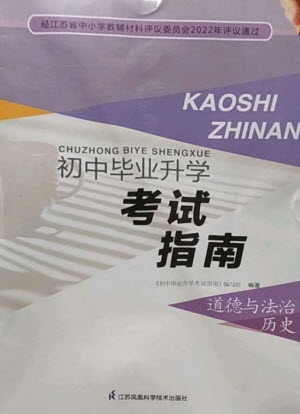 经江苏省中小学教辅材料评议委员会2022年评议通过
KAOSHI
ZHINAN
CHUZHONG BIYE SHENGXUE
初中毕业升学
考试
指南
《初中毕业升学考试指南》编写组 编著
道德与法治
历史
江苏凤凰科学技术出版社